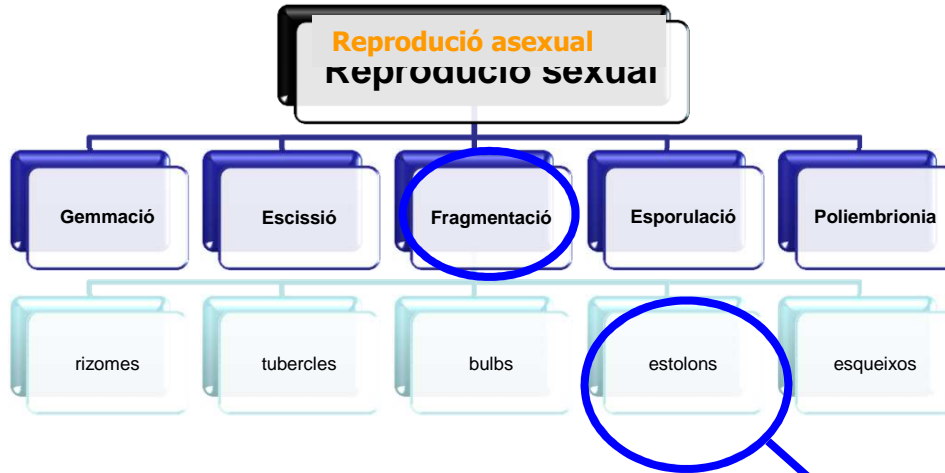 Reproducció asexual
Reproducció sexual
Gemmació
Escissió
Fragmentació
Esporulació
Poliembrionia
rizomes
tubercles
bulbs
estolons
esqueixos